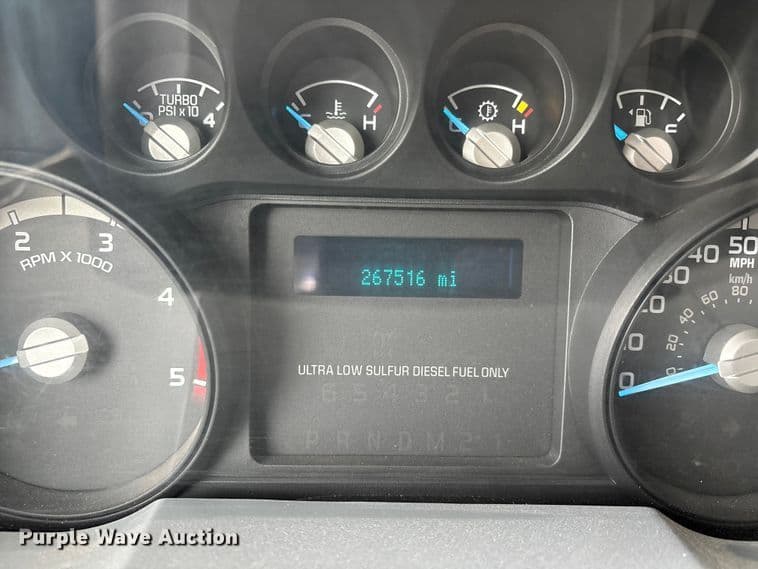 TURBO
PSI x 10
0 4
H
C H
E F
2 3
RPM X 1000
4
5
267516 mi
ULTRA LOW SULFUR DIESEL FUEL ONLY
6 5 4 3 2 1
P R N D M 2 1
40 50
MPH
km/h
80
60
40
20
0
Purple Wave Auction